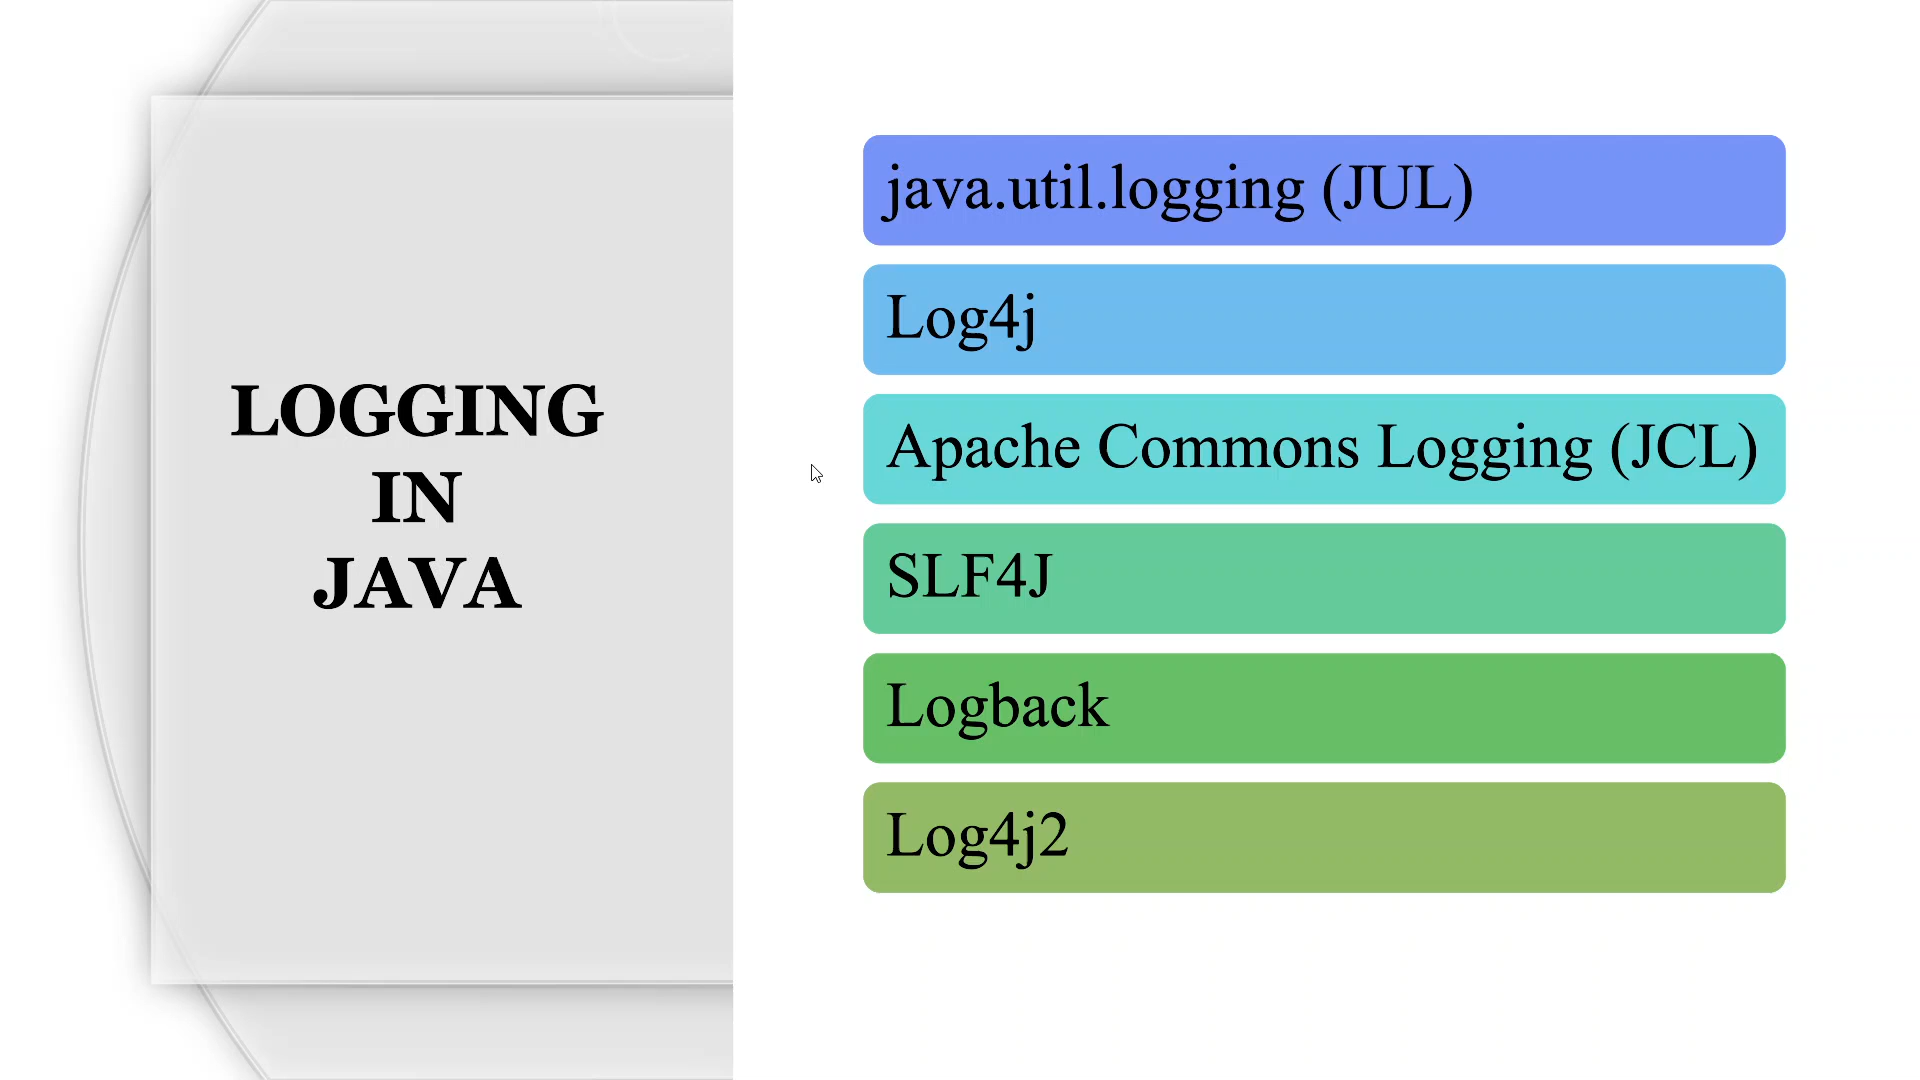 LOGGING
IN
JAVA
java.util.logging (JUL)
Log4j
Apache Commons Logging (JCL)
SLF4J
Logback
Log4j2